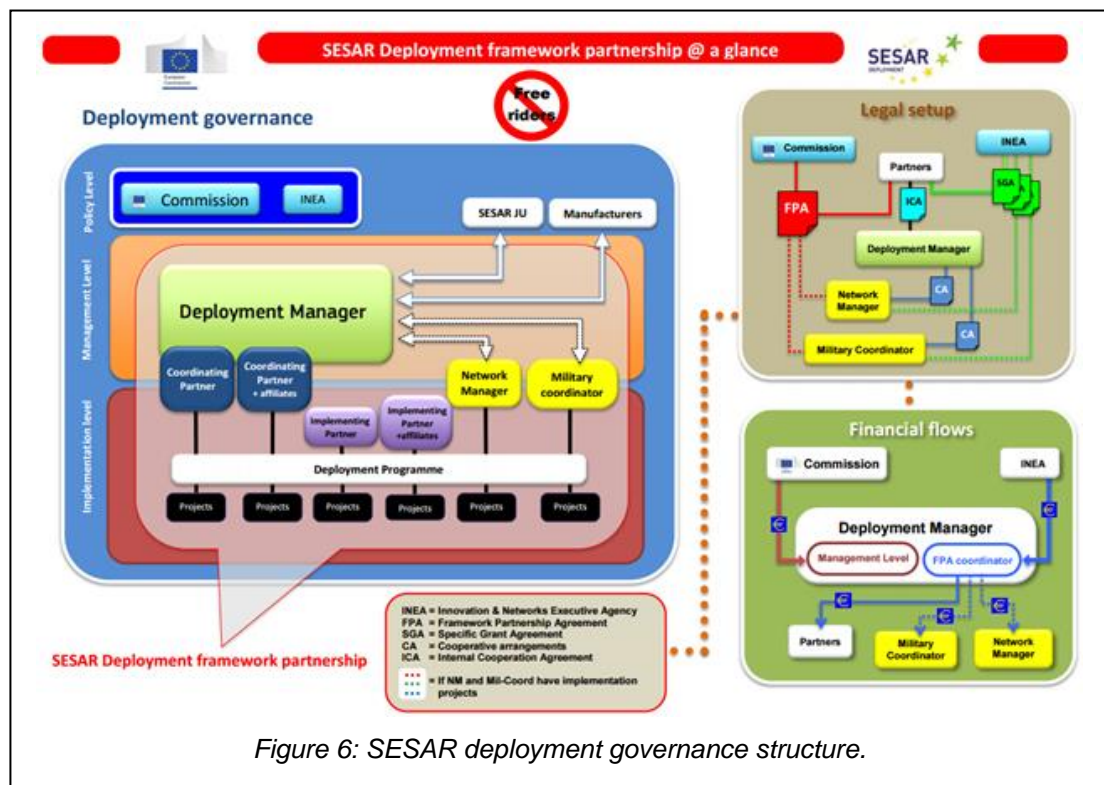 SESAR Deployment framework partnership @ a glance
European
Commission
SESAR
DEPLOYMENT
Free
riders
Deployment governance
Policy Level
Commission
INEA
SESAR JU
Manufacturers
Management Level
Deployment Manager
Coordinating
Partner
Coordinating
Partner
+ affiliates
Network
Manager
Military
coordinator
Implementation level
Implementing
Partner
Implementing
Partner
+affiliates
Deployment Programme
Projects
Projects
Projects
Projects
Projects
Projects
SESAR Deployment framework partnership
INEA = Innovation & Networks Executive Agency
FPA = Framework Partnership Agreement
SGA = Specific Grant Agreement
CA = Cooperative arrangements
ICA = Internal Cooperation Agreement
= If NM and Mil-Coord have implementation
projects
Legal setup
Commission
INEA
Partners
SGA
FPA
ICA
Deployment Manager
CA
Network
Manager
CA
Military Coordinator
Financial flows
Commission
INEA
€
€
Deployment Manager
Management Level
FPA coordinator
€
€
€
Partners
Military
Coordinator
Network
Manager
Figure 6: SESAR deployment governance structure.